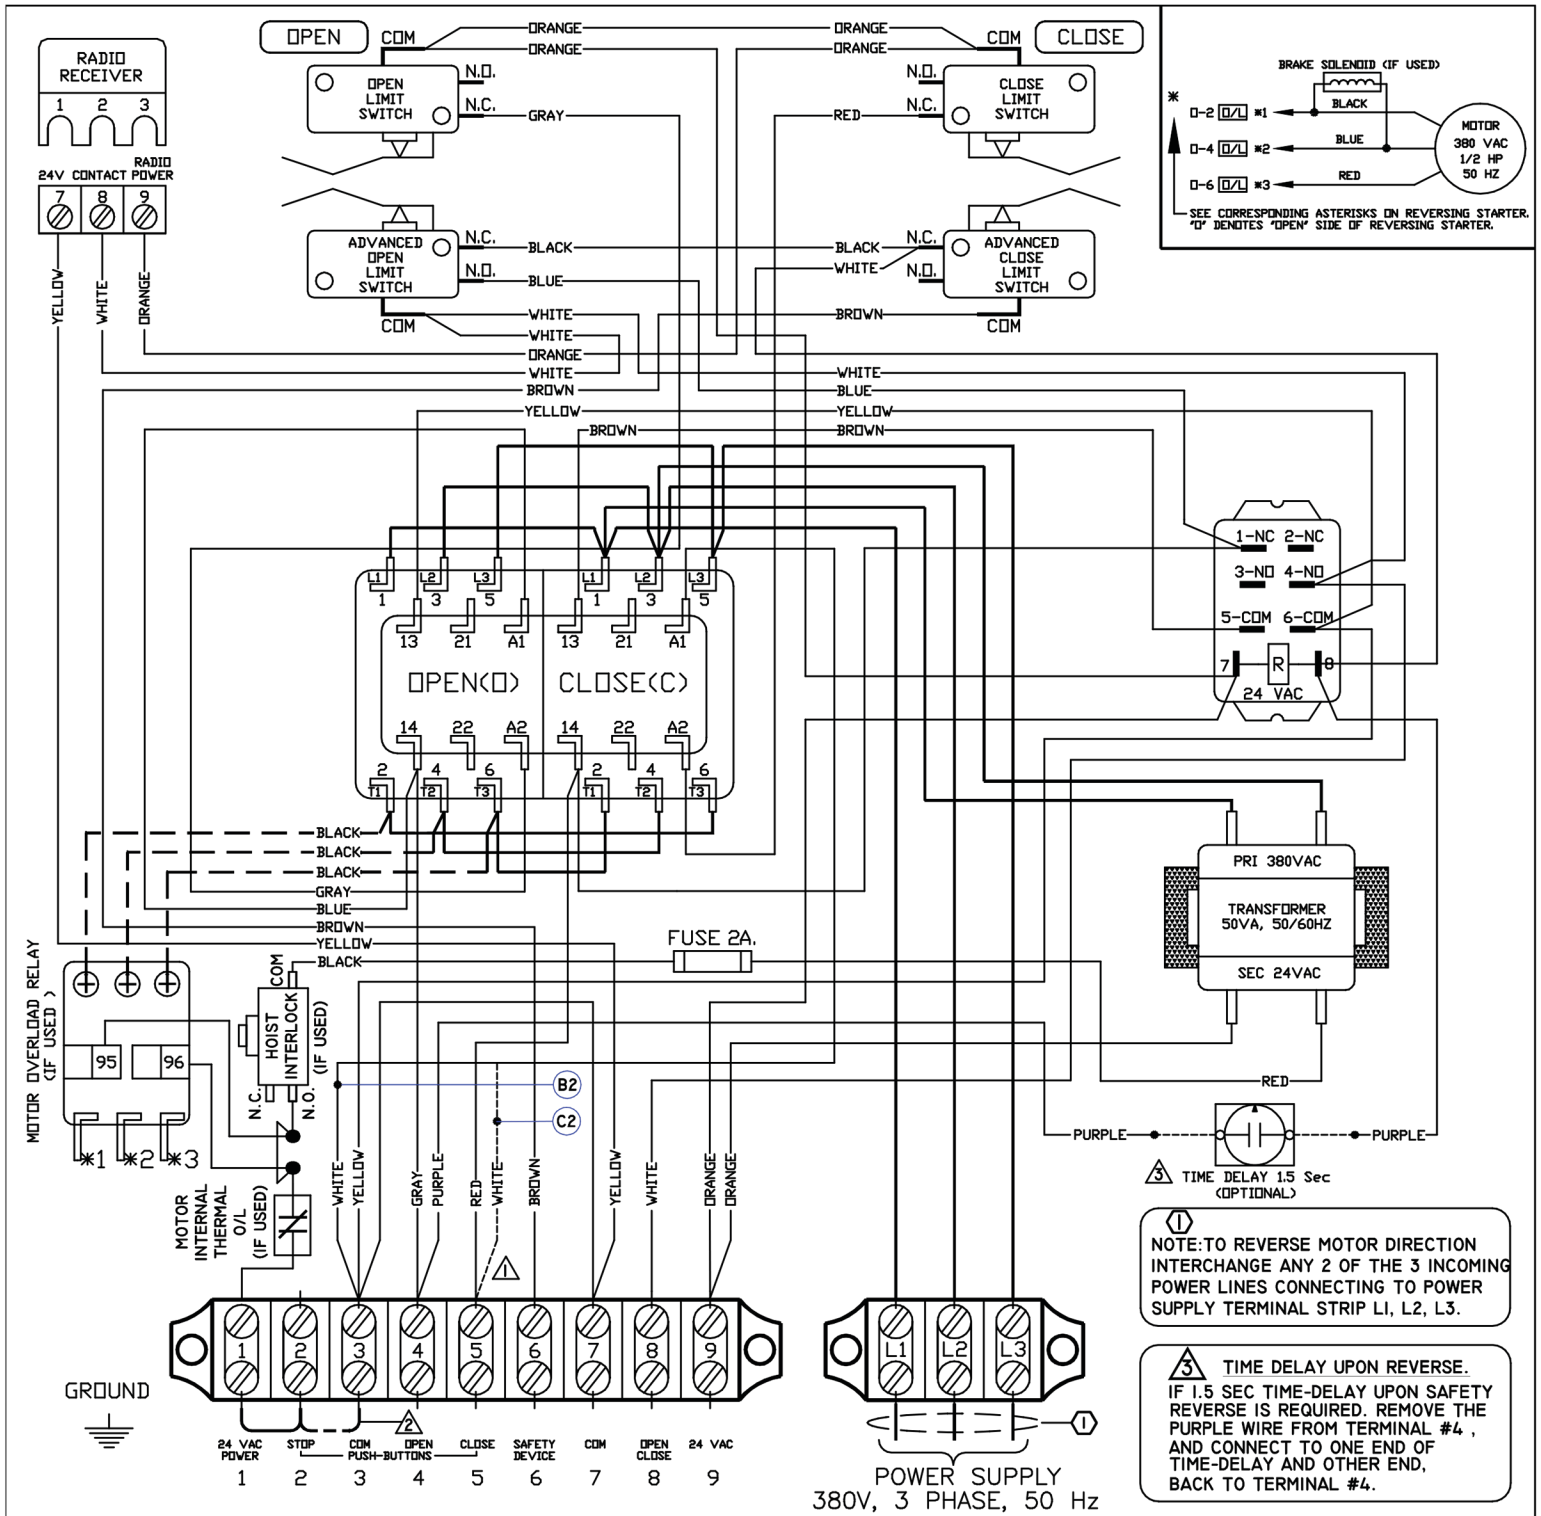 OPEN
CLOSE
RADIO
RECEIVER
1 2 3
RADIO
24V CONTACT POWER
7 8 9
YELLOW
WHITE
ORANGE
COM
ORANGE
ORANGE
ORANGE
ORANGE
COM
OPEN
LIMIT
SWITCH
N.O.
N.C.
GRAY
RED
N.O.
N.C.
CLOSE
LIMIT
SWITCH
ADVANCED
OPEN
LIMIT
SWITCH
N.C.
N.O.
COM
BLACK
BLUE
WHITE
WHITE
ORANGE
WHITE
BROWN
YELLOW
BROWN
BLACK
WHITE
BROWN
N.C.
N.O.
COM
ADVANCED
CLOSE
LIMIT
SWITCH
WHITE
BLUE
YELLOW
BROWN
BRAKE SOLENOID (IF USED)
*
O-2 O/L *1
O-4 O/L *2
O-6 O/L *3
BLACK
BLUE
RED
MOTOR
380 VAC
1/2 HP
50 HZ
SEE CORRESPONDING ASTERISKS ON REVERSING STARTER.
"O" DENOTES "OPEN" SIDE OF REVERSING STARTER.
L1 L2 L3 L1 L2 L3
1 3 5 1 3 5
13 21 A1 13 21 A1
OPEN(O) CLOSE(C)
14 22 A2 14 22 A2
2 4 6 2 4 6
T1 T2 T3 T1 T2 T3
1-NC 2-NC
3-NO 4-NO
5-COM 6-COM
7 R 8
24 VAC
BLACK
BLACK
BLACK
GRAY
BLUE
BROWN
YELLOW
BLACK
FUSE 2A.
PRI 380VAC
TRANSFORMER
50VA, 50/60HZ
SEC 24VAC
RED
MOTOR OVERLOAD RELAY
(IF USED )
95 96
*1 *2 *3
COM
HOIST
INTERLOCK
(IF USED)
N.C.
N.O.
MOTOR
INTERNAL
THERMAL
O/L
(IF USED)
B2
C2
WHITE
YELLOW
GRAY
PURPLE
RED
WHITE
BROWN
YELLOW
WHITE
ORANGE
ORANGE
PURPLE
PURPLE
3 TIME DELAY 1.5 Sec
(OPTIONAL)
1
1
NOTE:TO REVERSE MOTOR DIRECTION
INTERCHANGE ANY 2 OF THE 3 INCOMING
POWER LINES CONNECTING TO POWER
SUPPLY TERMINAL STRIP L1, L2, L3.
1 2 3 4 5 6 7 8 9
L1 L2 L3
GROUND
2
1
24 VAC
POWER
STOP
COM
OPEN
PUSH-BUTTONS
CLOSE
SAFETY
DEVICE
COM
OPEN
CLOSE
24 VAC
1 2 3 4 5 6 7 8 9
POWER SUPPLY
380V, 3 PHASE, 50 Hz
3 TIME DELAY UPON REVERSE.
IF 1.5 SEC TIME-DELAY UPON SAFETY
REVERSE IS REQUIRED. REMOVE THE
PURPLE WIRE FROM TERMINAL #4 ,
AND CONNECT TO ONE END OF
TIME-DELAY AND OTHER END,
BACK TO TERMINAL #4.